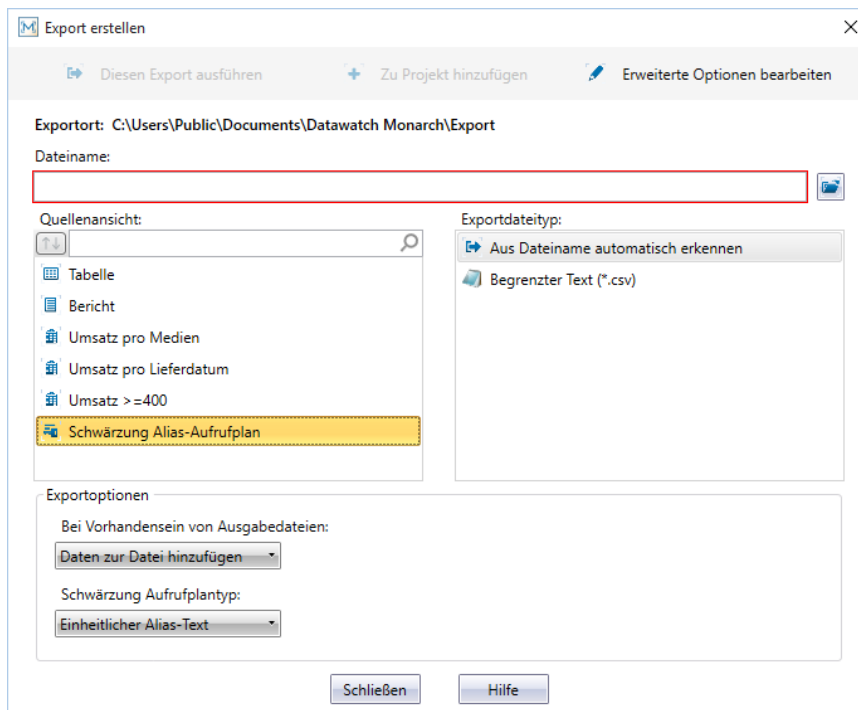 Export erstellen
Diesen Export ausführen
Zu Projekt hinzufügen
Erweiterte Optionen bearbeiten
Exportort: C:\Users\Public\Documents\Datawatch Monarch\Export
Dateiname:
Quellenansicht:
Tabelle
Bericht
Umsatz pro Medien
Umsatz pro Lieferdatum
Umsatz >=400
Schwärzung Alias-Aufrufplan
Exportdateityp:
Aus Dateiname automatisch erkennen
Begrenzter Text (*.csv)
Exportoptionen
Bei Vorhandensein von Ausgabedateien:
Daten zur Datei hinzufügen
Schwärzung Aufrufplantyp:
Einheitlicher Alias-Text
Schließen
Hilfe